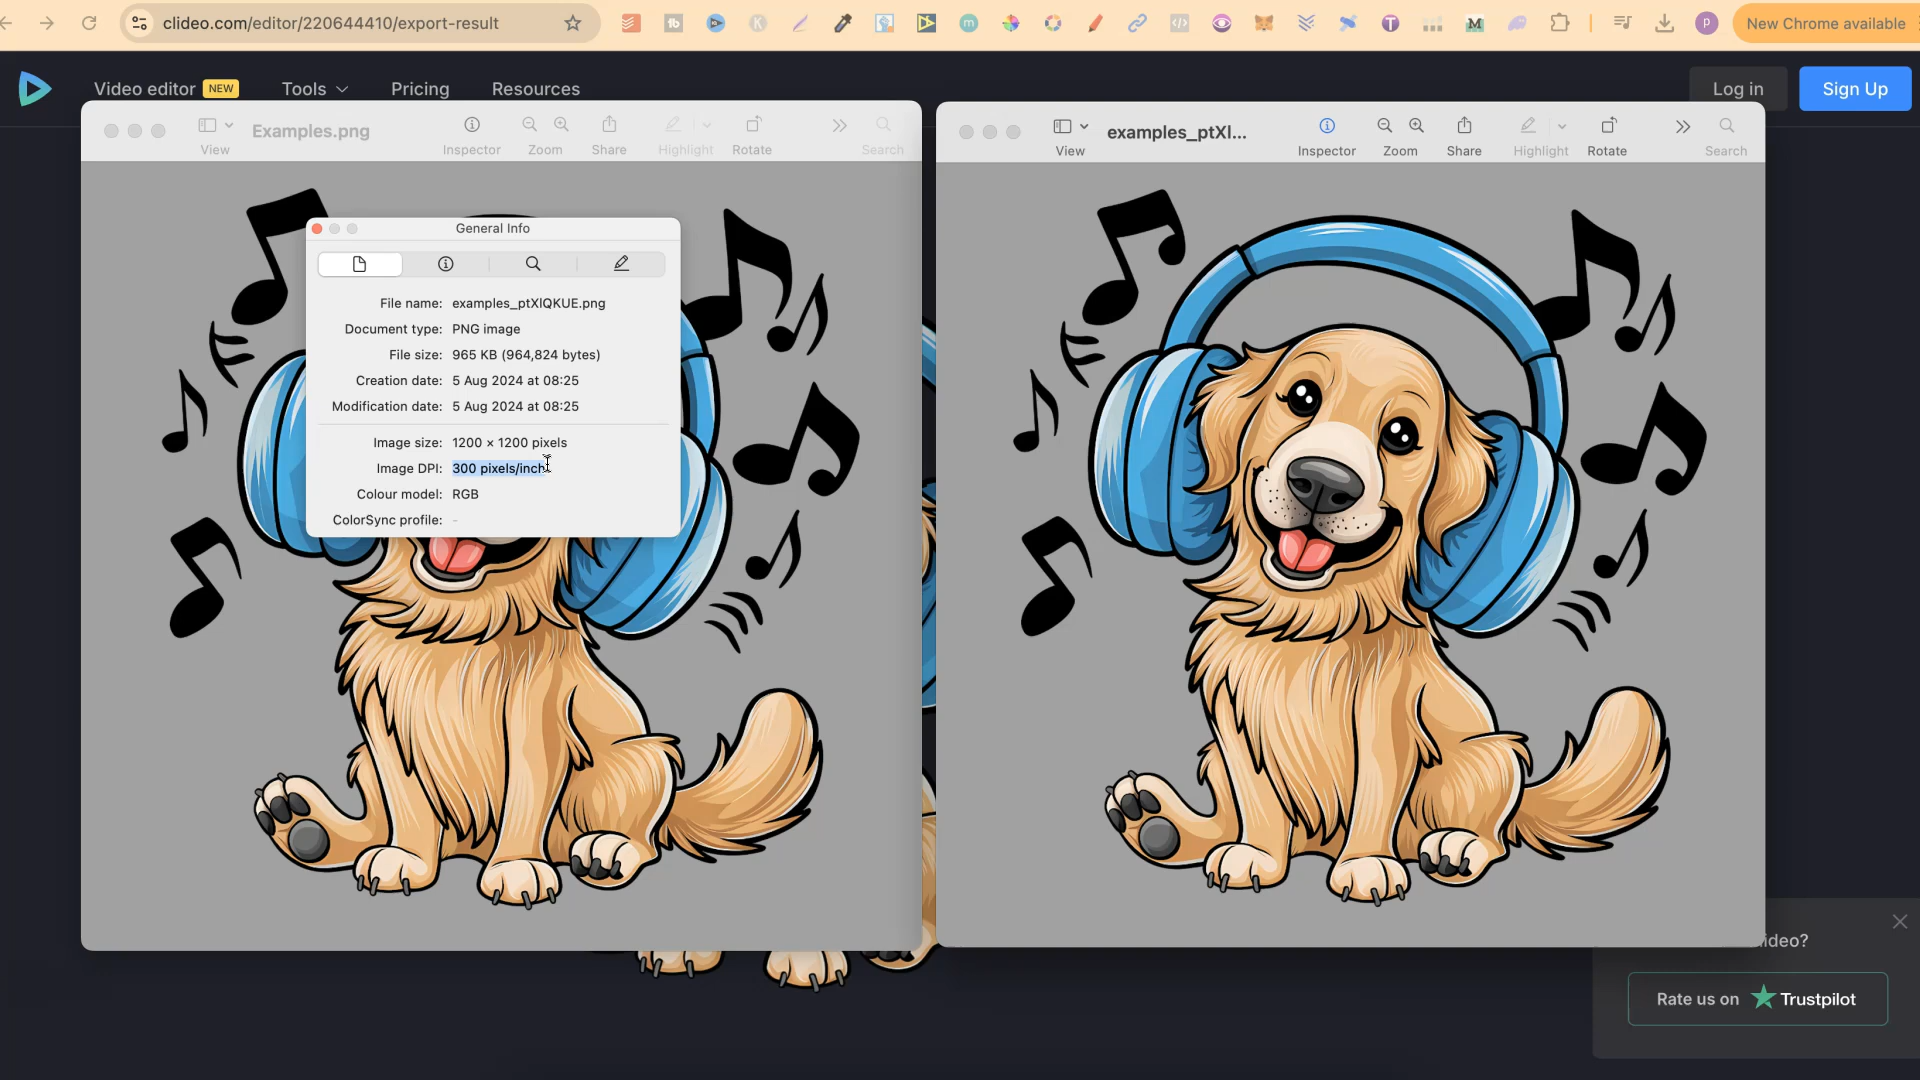 clideo.com/editor/220644410/export-result
New Chrome available
Video editor NEW Tools Pricing Resources
Log in Sign Up
Examples.png
View Inspector Zoom Share Highlight Rotate Search
examples_ptXl...
View Inspector Zoom Share Highlight Rotate Search
General Info
File name: examples_ptXlQKUE.png
Document type: PNG image
File size: 965 KB (964,824 bytes)
Creation date: 5 Aug 2024 at 08:25
Modification date: 5 Aug 2024 at 08:25
Image size: 1200 × 1200 pixels
Image DPI: 300 pixels/inch
Colour model: RGB
ColorSync profile: -
ideo?
Rate us on Trustpilot